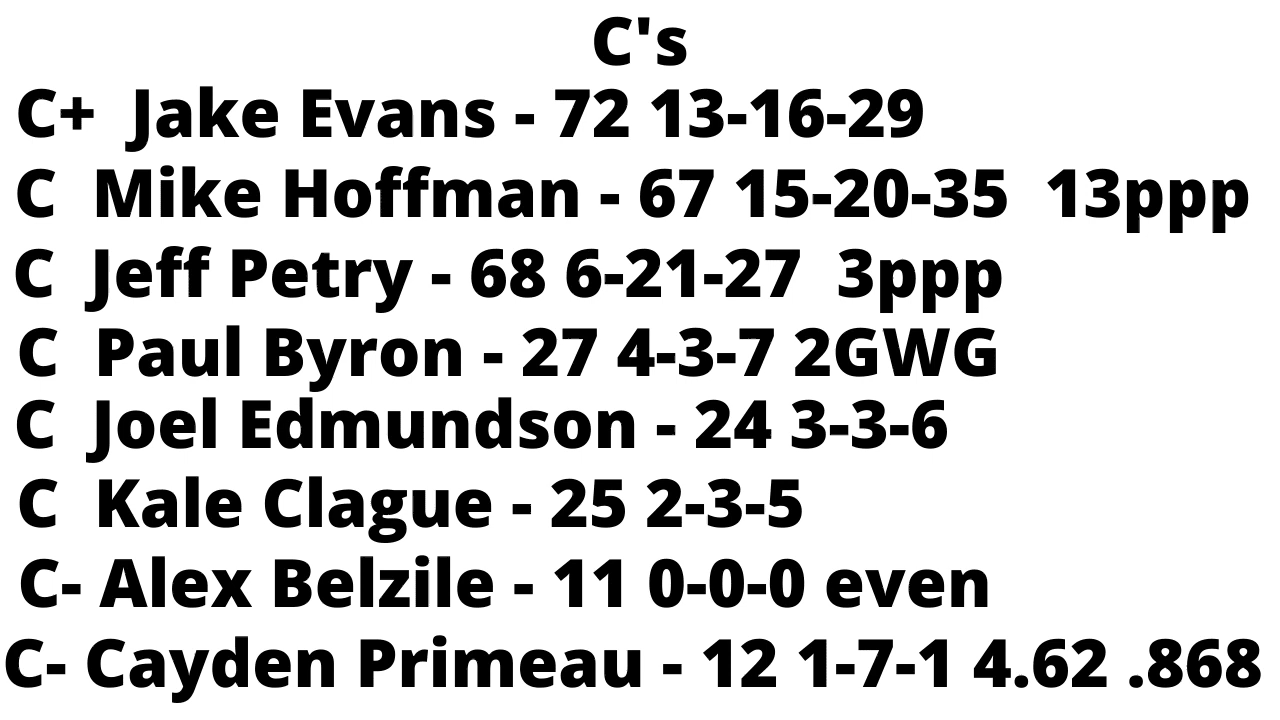 C's
C+ Jake Evans - 72 13-16-29
C Mike Hoffman - 67 15-20-35 13ppp
C Jeff Petry - 68 6-21-27 3ppp
C Paul Byron - 27 4-3-7 2GWG
C Joel Edmundson - 24 3-3-6
C Kale Clague - 25 2-3-5
C- Alex Belzile - 11 0-0-0 even
C- Cayden Primeau - 12 1-7-1 4.62 .868